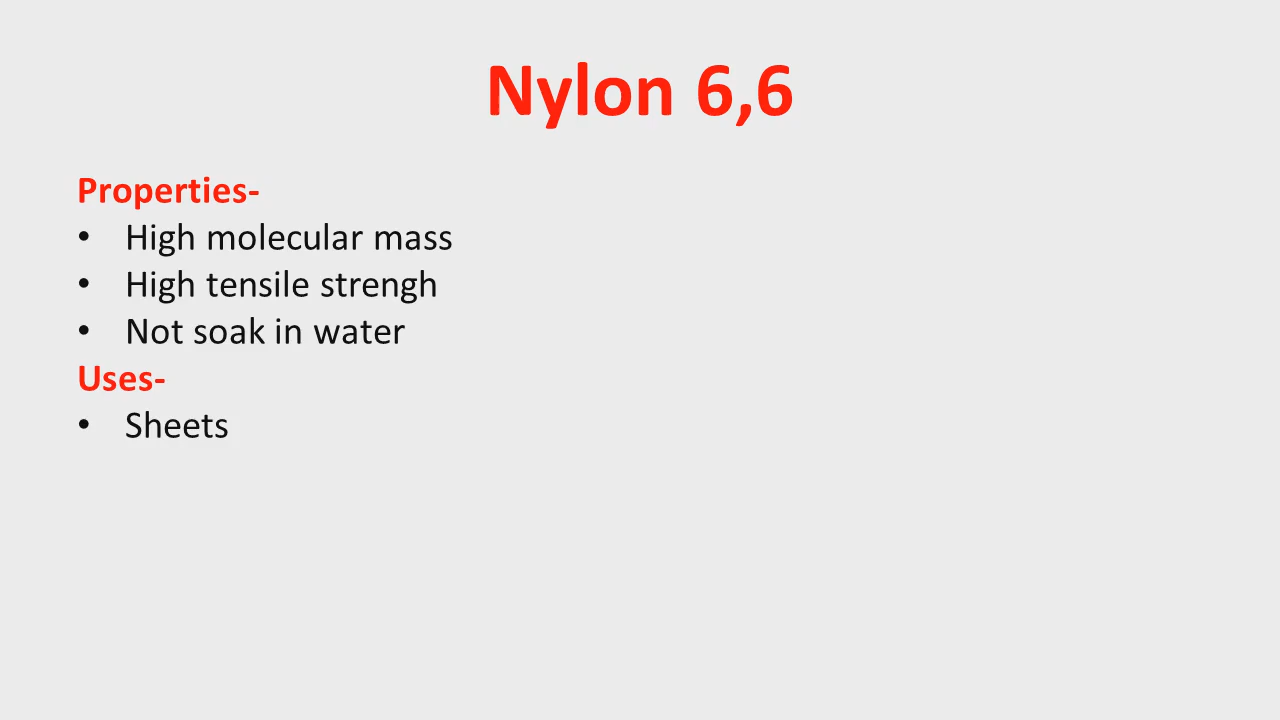 Nylon 6,6
Properties-
• High molecular mass
• High tensile strengh
• Not soak in water
Uses-
• Sheets